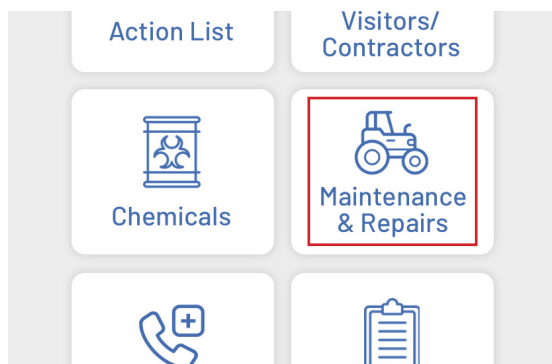 Action List
Visitors/
Contractors
Chemicals
Maintenance
& Repairs